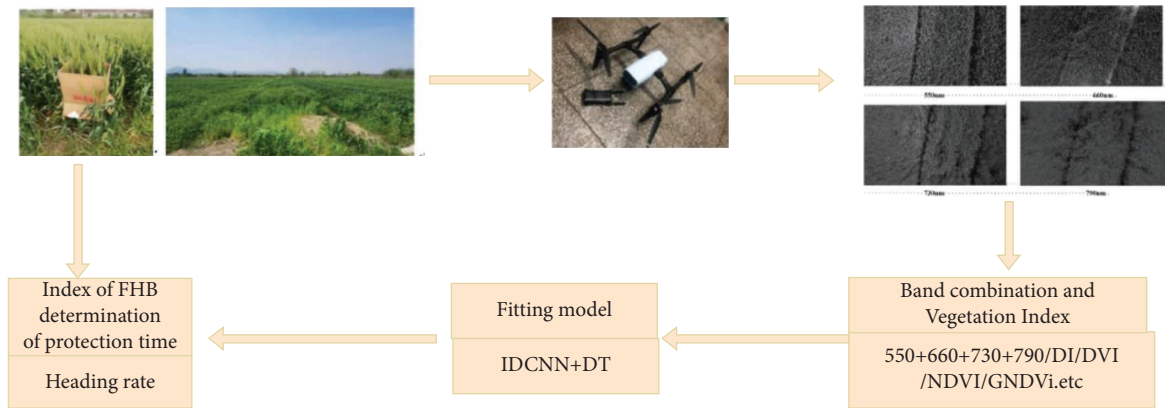 550nm
660nm
730nm
790nm
Index of FHB
determination
of protection time
Heading rate
Fitting model
IDCNN+DT
Band combination and
Vegetation Index
550+660+730+790/DI/DVI
/NDVI/GNDVi.etc